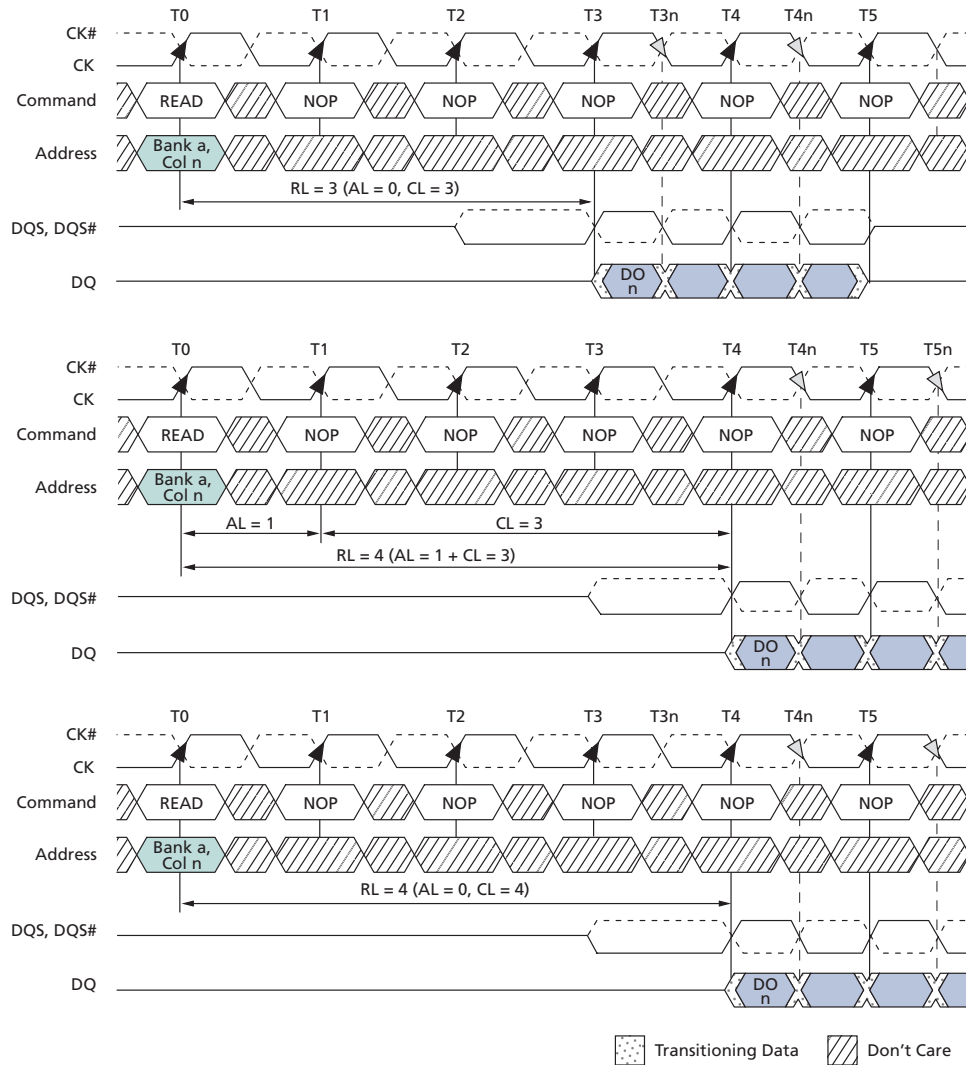 T0 T1 T2 T3 T3n T4 T4n T5
CK#
CK
Command READ NOP NOP NOP NOP NOP
Address Bank a,
Col n
RL = 3 (AL = 0, CL = 3)
DQS, DQS#
DQ DO
n
T0 T1 T2 T3 T4 T4n T5 T5n
CK#
CK
Command READ NOP NOP NOP NOP NOP
Address Bank a,
Col n
AL = 1 CL = 3
RL = 4 (AL = 1 + CL = 3)
DQS, DQS#
DQ DO
n
T0 T1 T2 T3 T3n T4 T4n T5
CK#
CK
Command READ NOP NOP NOP NOP NOP
Address Bank a,
Col n
RL = 4 (AL = 0, CL = 4)
DQS, DQS#
DQ DO
n
Transitioning Data Don't Care